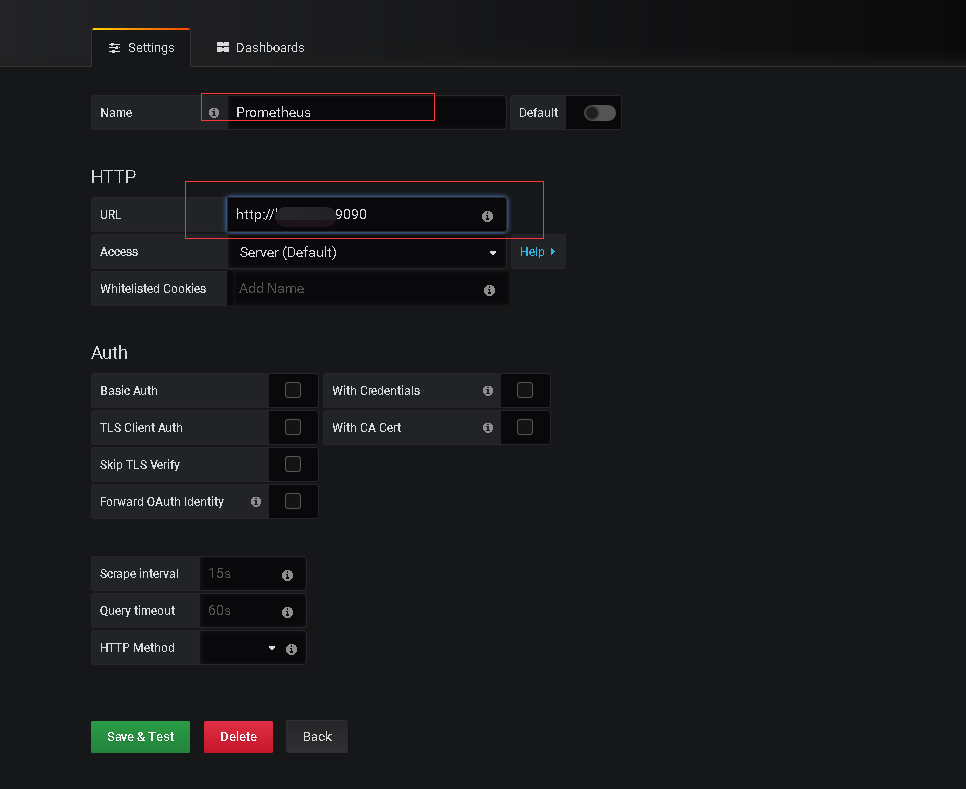 Settings Dashboards
Name Prometheus Default
HTTP
URL http:// 9090
Access Server (Default) Help
Whitelisted Cookies Add Name
Auth
Basic Auth With Credentials
TLS Client Auth With CA Cert
Skip TLS Verify
Forward OAuth Identity
Scrape interval 15s
Query timeout 60s
HTTP Method
Save & Test Delete Back